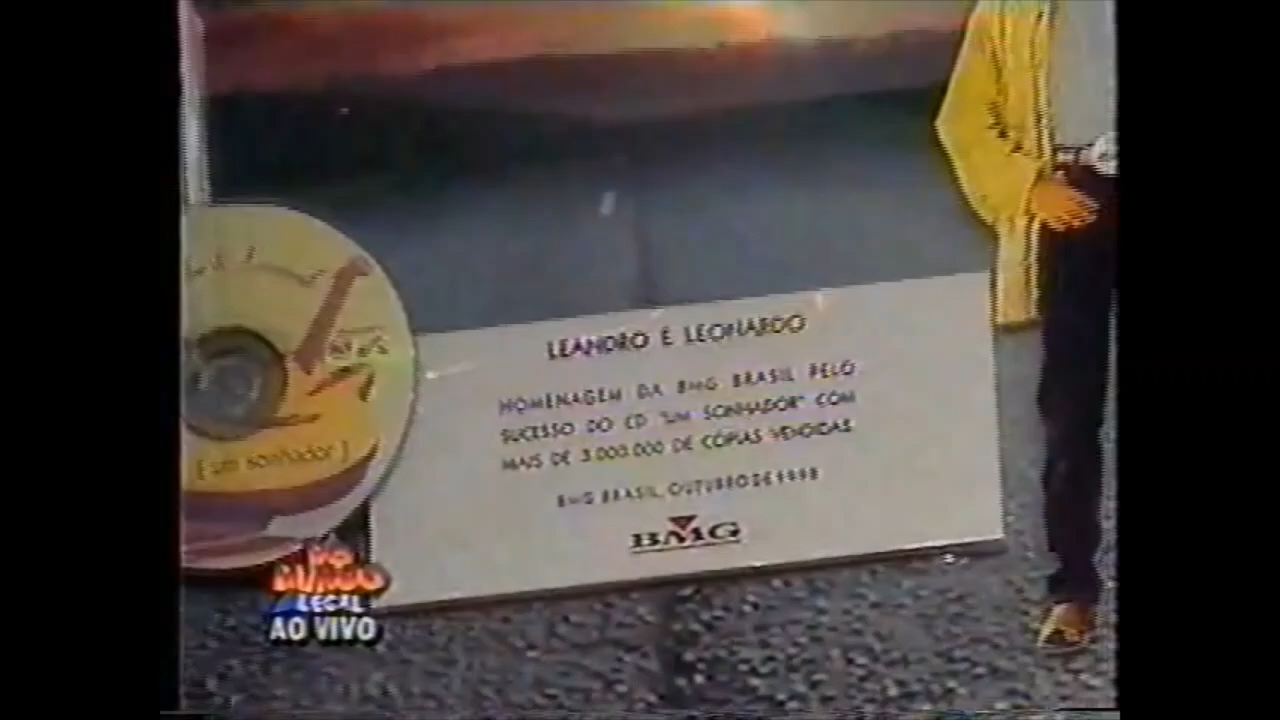 LEANDRO E LEONARDO
HOMENAGEM DA BMG BRASIL PELO
SUCESSO DO CD "UM SONHADOR" COM
MAIS DE 3.000.000 DE CÓPIAS VENDIDAS
BMG BRASIL, OUTUBRO DE 1998
BMG
[um sonhador]
LEGAL
AO VIVO